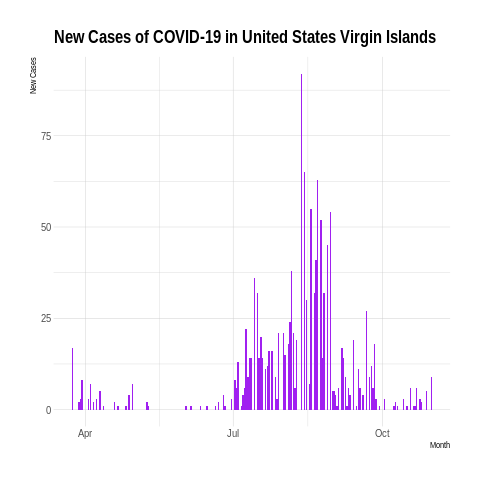 New Cases of COVID-19 in United States Virgin Islands
New Cases
75
50
25
0
Apr
Jul
Oct
Month